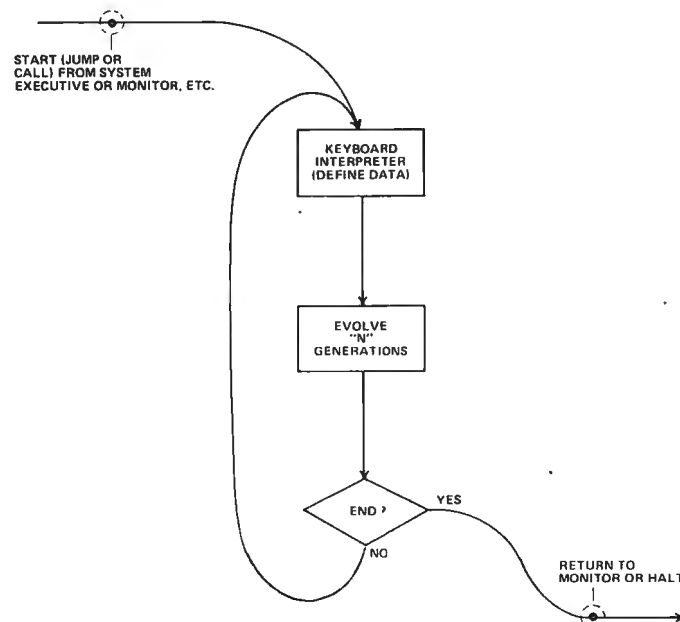 START (JUMP OR
CALL) FROM SYSTEM
EXECUTIVE OR MONITOR, ETC.
KEYBOARD
INTERPRETER
(DEFINE DATA)
EVOLVE
"N"
GENERATIONS
END ?
YES
NO
RETURN TO
MONITOR OR HALT